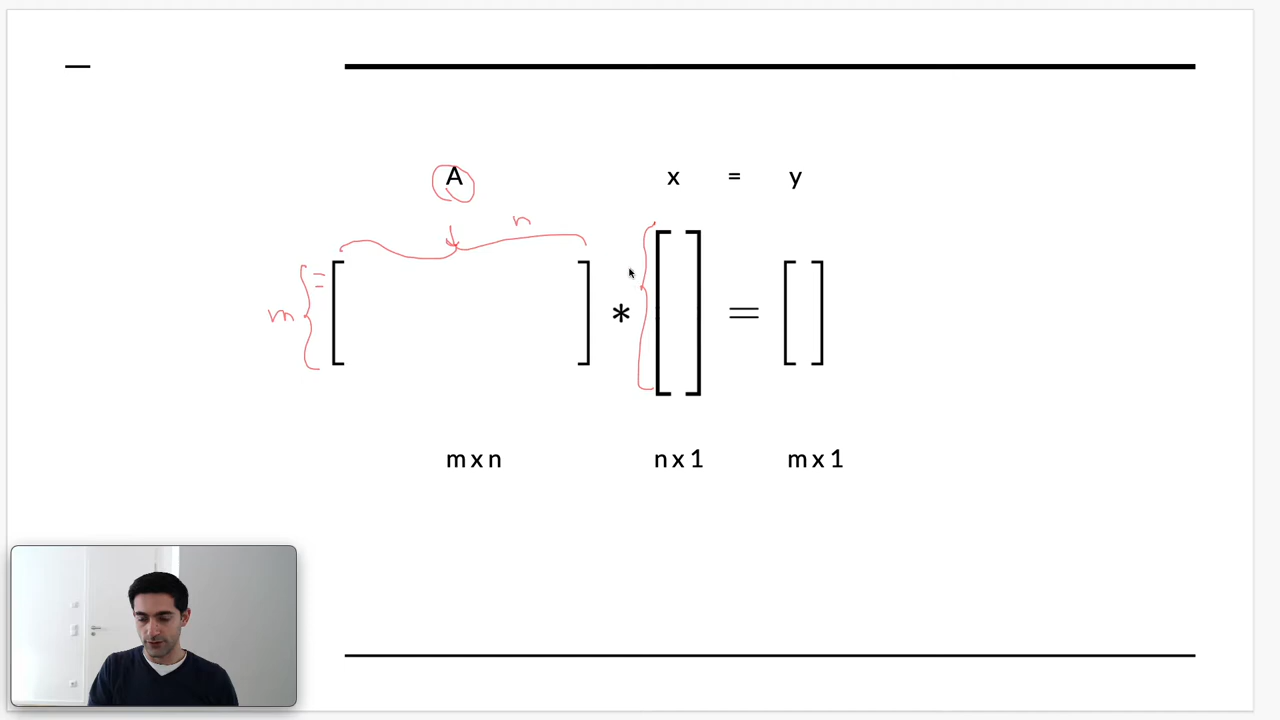 A x = y
n
m
* =
m x n n x 1 m x 1